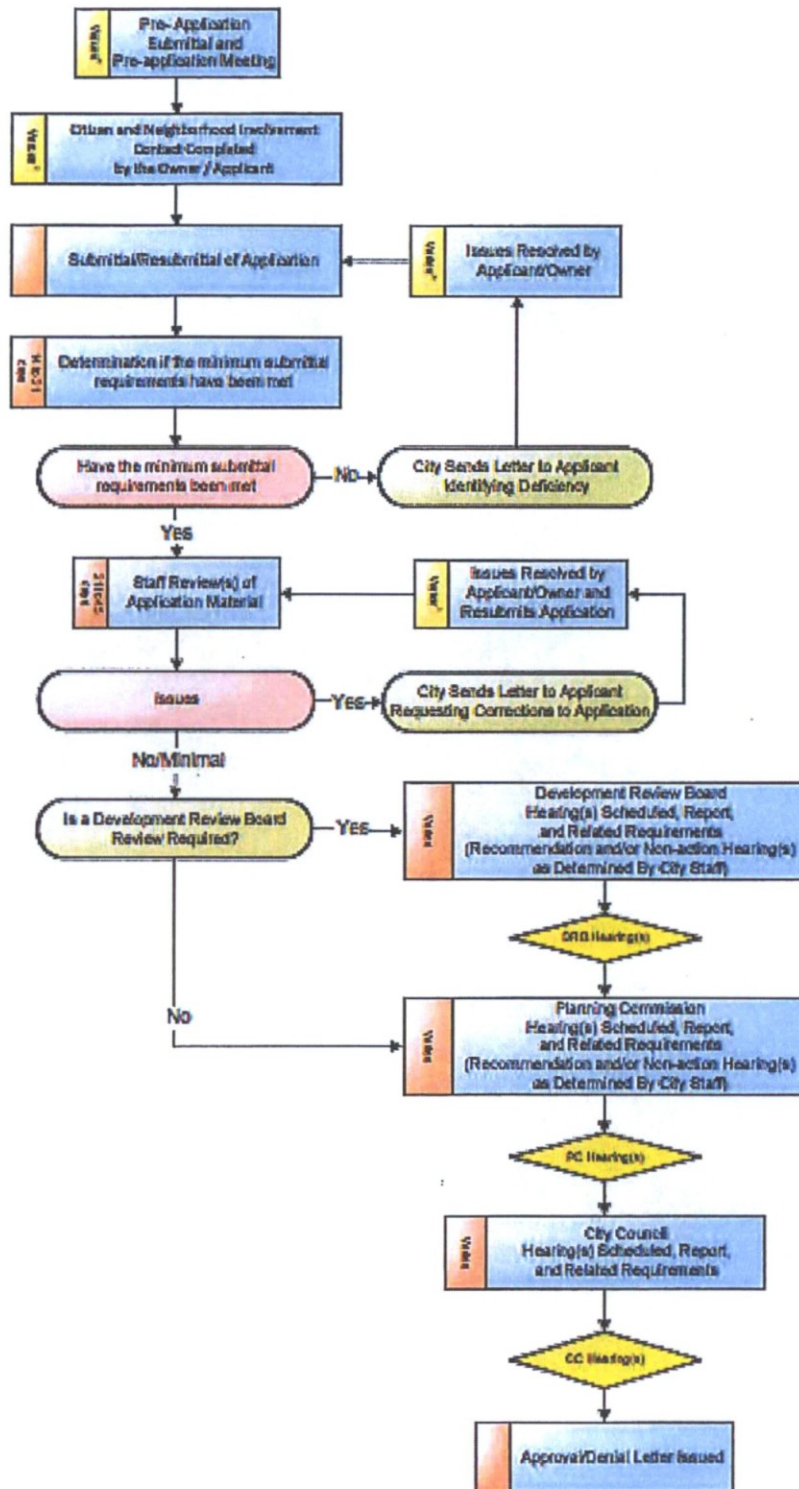 Pre-Application
Submittal and
Pre-application Meeting
Citizen and Neighborhood Involvement
Contact Completed
by the Owner / Applicant
Submittal/Resubmittal of Application
Issues Resolved by
Applicant/Owner
Determination if the minimum submittal
requirements have been met
Have the minimum submittal
requirements been met
No
City Sends Letter to Applicant
Identifying Deficiency
Yes
Staff Review(s) of
Application Material
Issues Resolved by
Applicant/Owner and
Resubmits Application
Issues
Yes
City Sends Letter to Applicant
Requesting Corrections to Application
No/Minimal
Is a Development Review Board
Review Required?
Yes
Varies
Development Review Board
Hearing(s) Scheduled, Report,
and Related Requirements
(Recommendation and/or Non-action Hearing(s)
as Determined By City Staff)
DRB Hearing(s)
No
Varies
Planning Commission
Hearing(s) Scheduled, Report,
and Related Requirements
(Recommendation and/or Non-action Hearing(s)
as Determined By City Staff)
PC Hearing(s)
Varies
City Council
Hearing(s) Scheduled, Report,
and Related Requirements
CC Hearing(s)
Approval/Denial Letter Issued